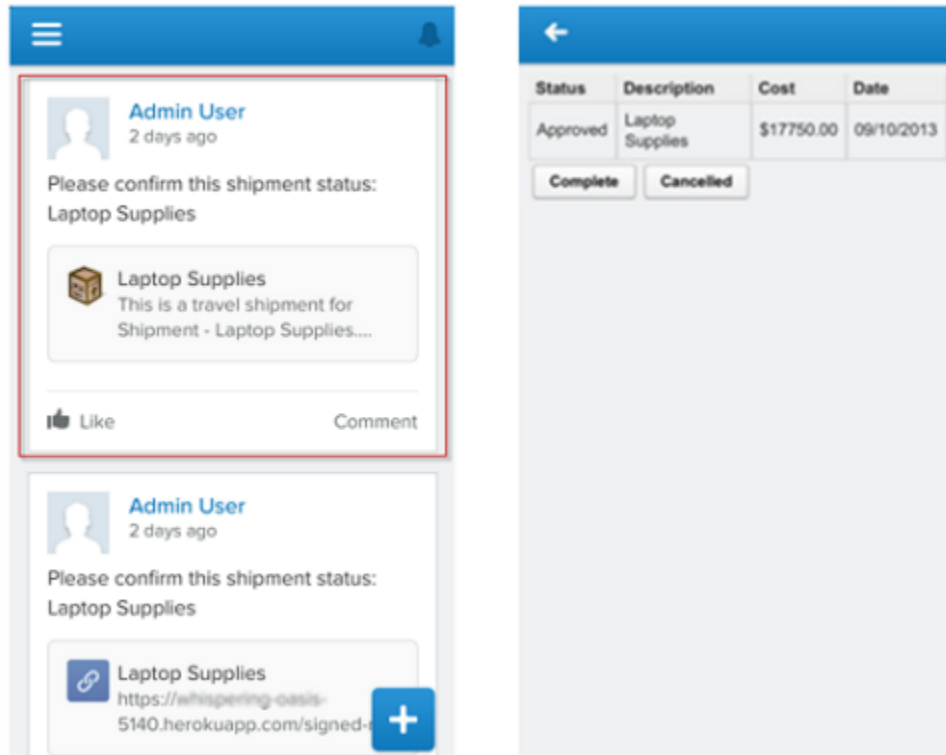 Admin User
2 days ago
Please confirm this shipment status:
Laptop Supplies
Laptop Supplies
This is a travel shipment for
Shipment - Laptop Supplies....
Like Comment
Admin User
2 days ago
Please confirm this shipment status:
Laptop Supplies
Laptop Supplies
https://
5140.herokuapp.com/signed-
Status Description Cost Date
Approved Laptop Supplies $17750.00 09/10/2013
Complete Cancelled